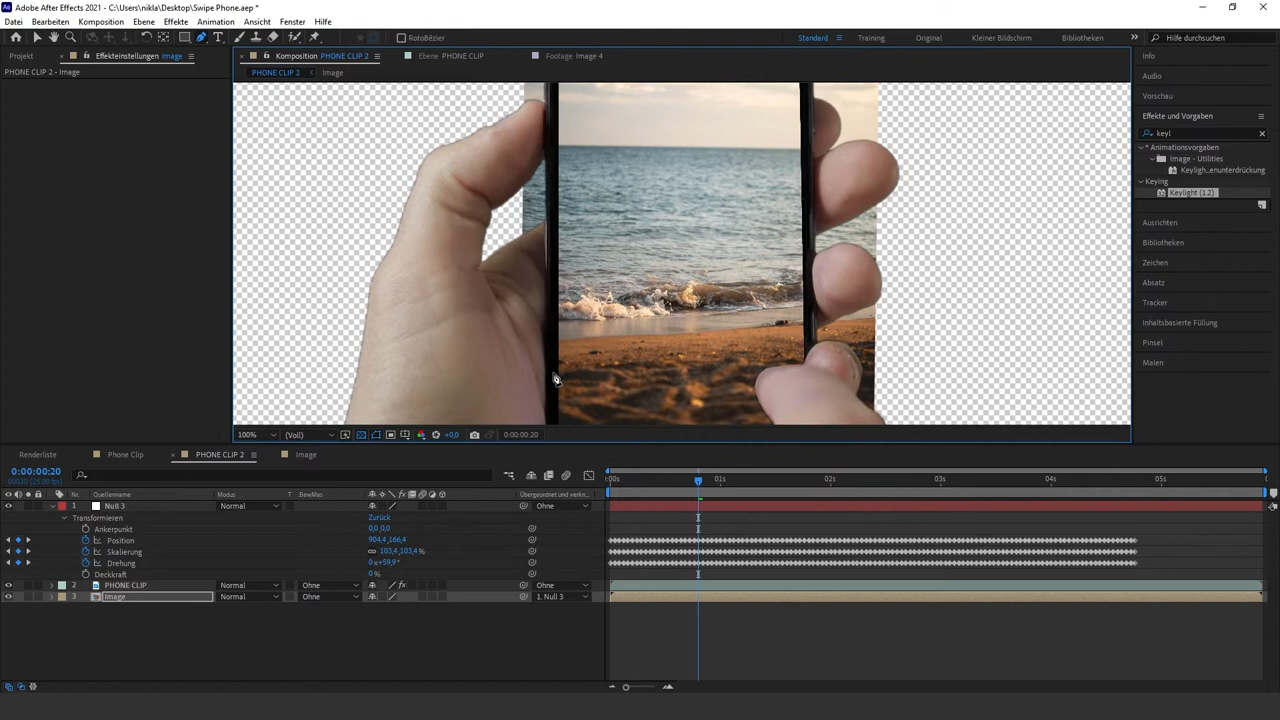 Adobe After Effects 2021 - C:\Users\nikla\Desktop\Swipe Phone.aep *
Datei Bearbeiten Komposition Ebene Effekte Animation Ansicht Fenster Hilfe
RotoBézier Standard Training Original Kleiner Bildschirm Bibliotheken Hilfe durchsuchen
Projekt Effekteinstellungen Image Komposition PHONE CLIP 2 Ebene PHONE CLIP Footage Image 4 Info
PHONE CLIP 2 - Image PHONE CLIP 2 Image Audio
Vorschau
Effekte und Vorgaben
keyl
* Animationsvorgaben
Image - Utilities
Keyligh...enunterdrückung
Keying
Keylight (1.2)
Ausrichten
Bibliotheken
Zeichen
Absatz
Tracker
Inhaltsbasierte Füllung
Pinsel
Malen
100% (Voll) +0,0 0:00:00:20
Renderliste Phone Clip PHONE CLIP 2 Image
0:00:00:20
00020 (25.00 fps)
:00s 01s 02s 03s 04s 05s
Nr. Quellenname Modus T BewMas Übergeordnet und verkn...
1 Null 3 Normal Ohne
Transformieren Zurück
Ankerpunkt 0,0,0,0
Position 904,4,166,4
Skalierung 103,4,103,4 %
Drehung 0 x+59,9°
Deckkraft 0 %
2 PHONE CLIP Normal Ohne Ohne
3 Image Normal Ohne 1. Null 3